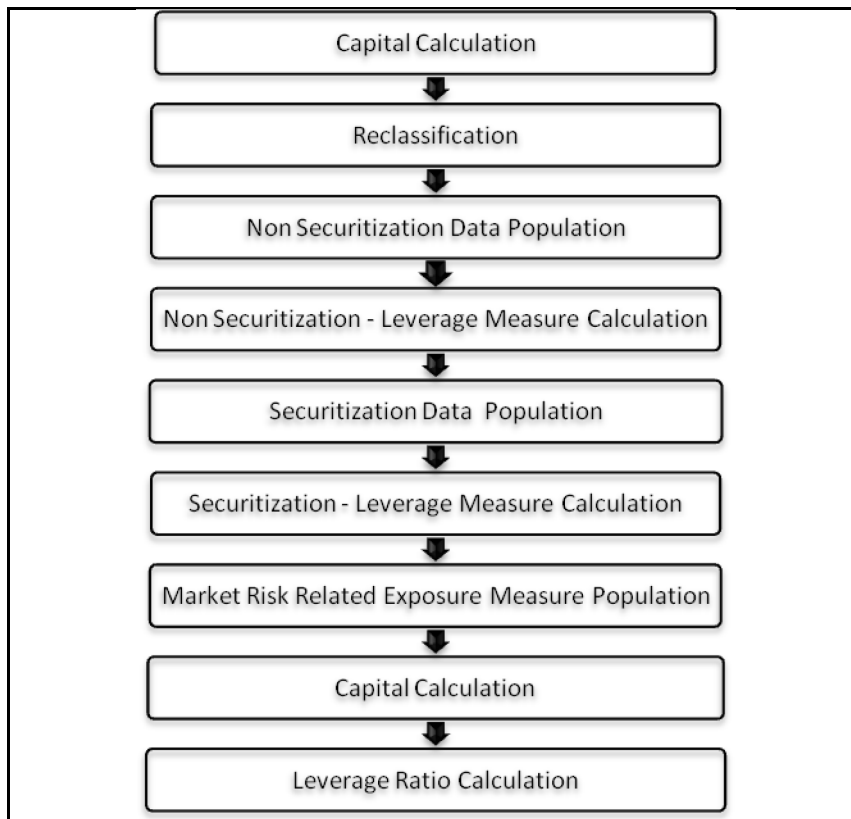 Capital Calculation
Reclassification
Non Securitization Data Population
Non Securitization - Leverage Measure Calculation
Securitization Data Population
Securitization - Leverage Measure Calculation
Market Risk Related Exposure Measure Population
Capital Calculation
Leverage Ratio Calculation